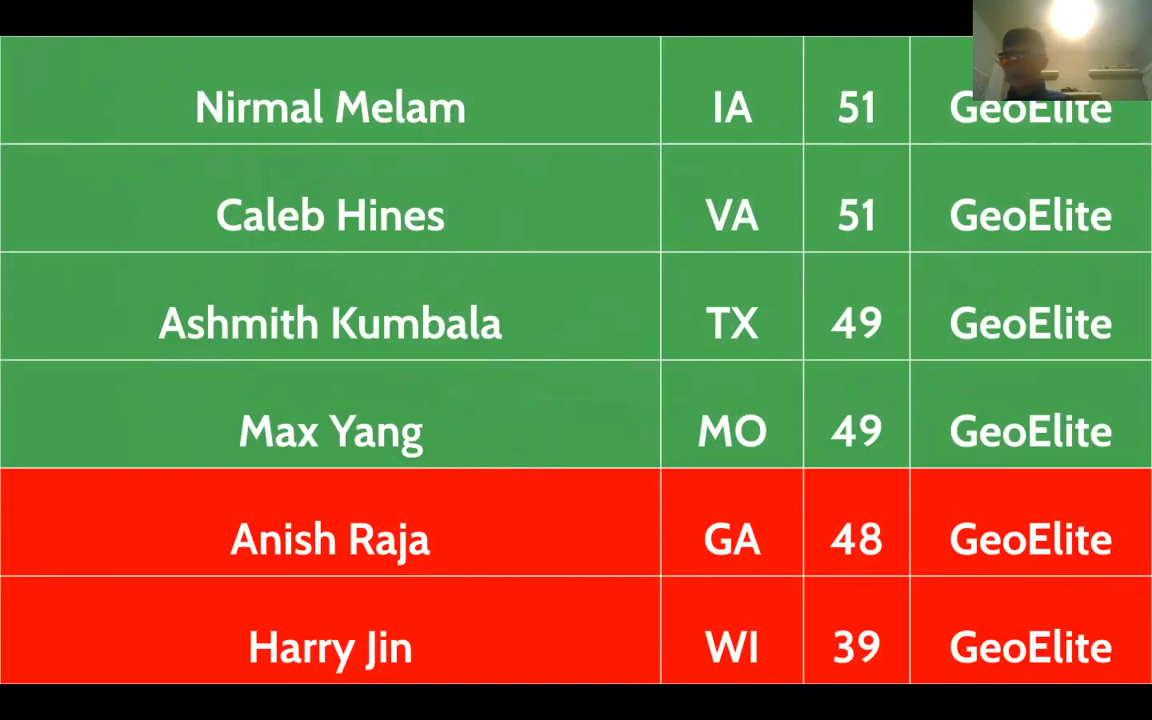 Nirmal Melam IA 51 GeoElite
Caleb Hines VA 51 GeoElite
Ashmith Kumbala TX 49 GeoElite
Max Yang MO 49 GeoElite
Anish Raja GA 48 GeoElite
Harry Jin WI 39 GeoElite